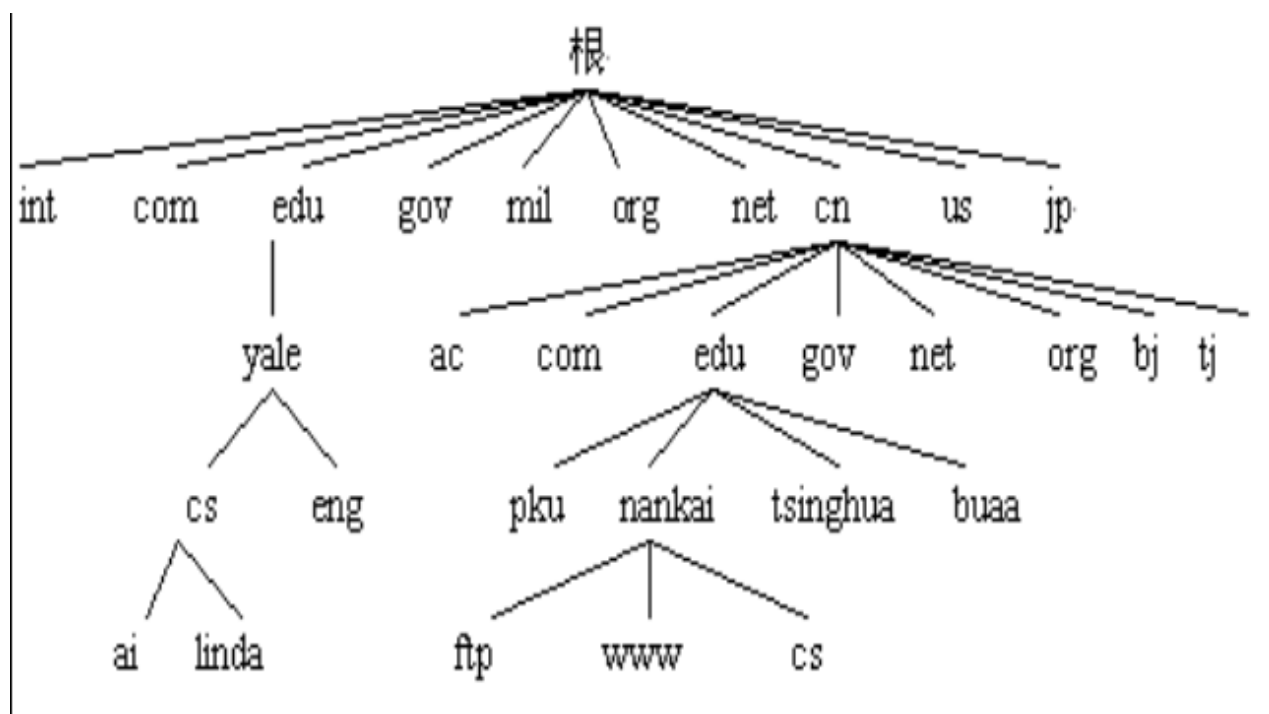 根
int com edu gov mil org net cn us jp
yale ac com edu gov net org bj tj
cs eng pku nankai tsinghua buaa
ai linda ftp www cs